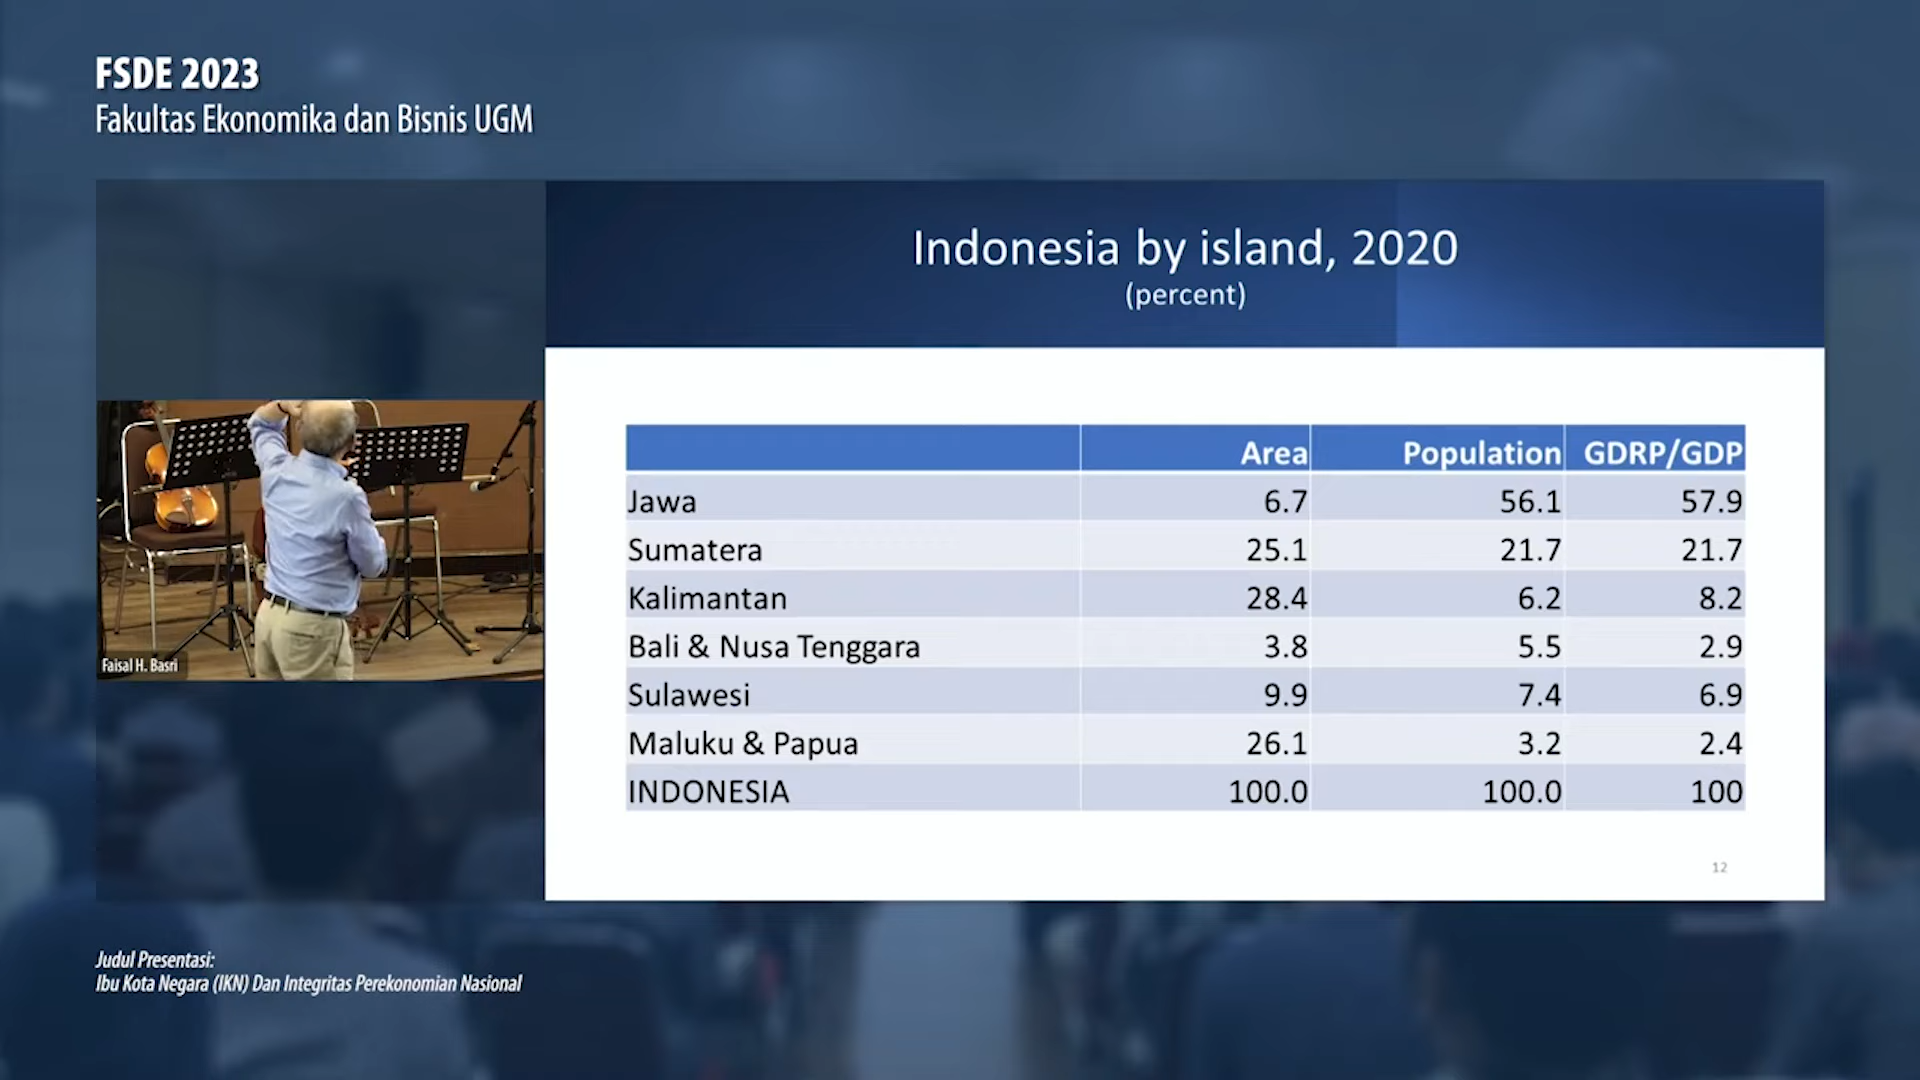 FSDE 2023
Fakultas Ekonomika dan Bisnis UGM
Indonesia by island, 2020
(percent)
Area Population GDRP/GDP
Jawa 6.7 56.1 57.9
Sumatera 25.1 21.7 21.7
Kalimantan 28.4 6.2 8.2
Bali & Nusa Tenggara 3.8 5.5 2.9
Sulawesi 9.9 7.4 6.9
Maluku & Papua 26.1 3.2 2.4
INDONESIA 100.0 100.0 100
12
Faisal H. Basri
Judul Presentasi:
Ibu Kota Negara (IKN) Dan Integritas Perekonomian Nasional